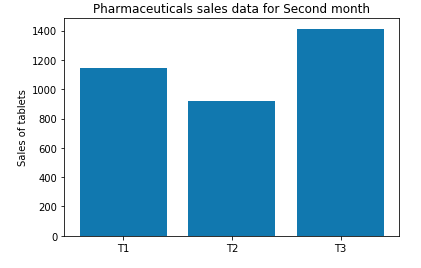 Pharmaceuticals sales data for Second month
Sales of tablets
1400
1200
1000
800
600
400
200
0
T1
T2
T3